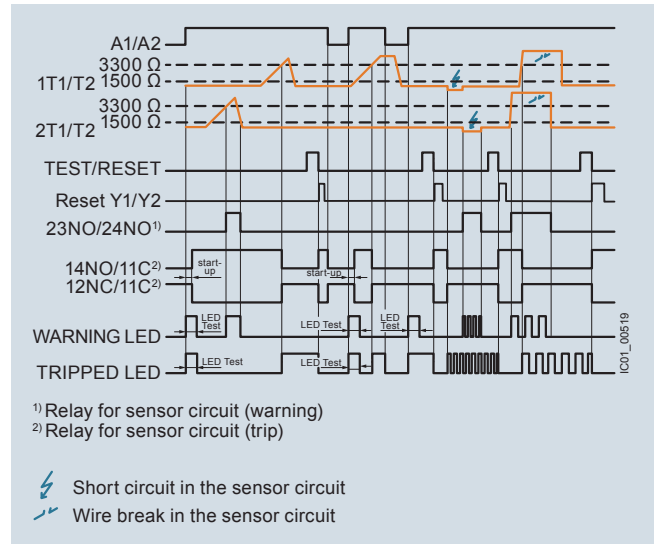 A1/A2
3300 Ω
1T1/T2 1500 Ω
3300 Ω
2T1/T2 1500 Ω
TEST/RESET
Reset Y1/Y2
23NO/24NO¹⁾
14NO/11C²⁾ start-up start-up
12NC/11C²⁾
WARNING LED LED Test LED Test LED Test
TRIPPED LED LED Test LED Test
IC01_00519
¹⁾ Relay for sensor circuit (warning)
²⁾ Relay for sensor circuit (trip)
Short circuit in the sensor circuit
Wire break in the sensor circuit